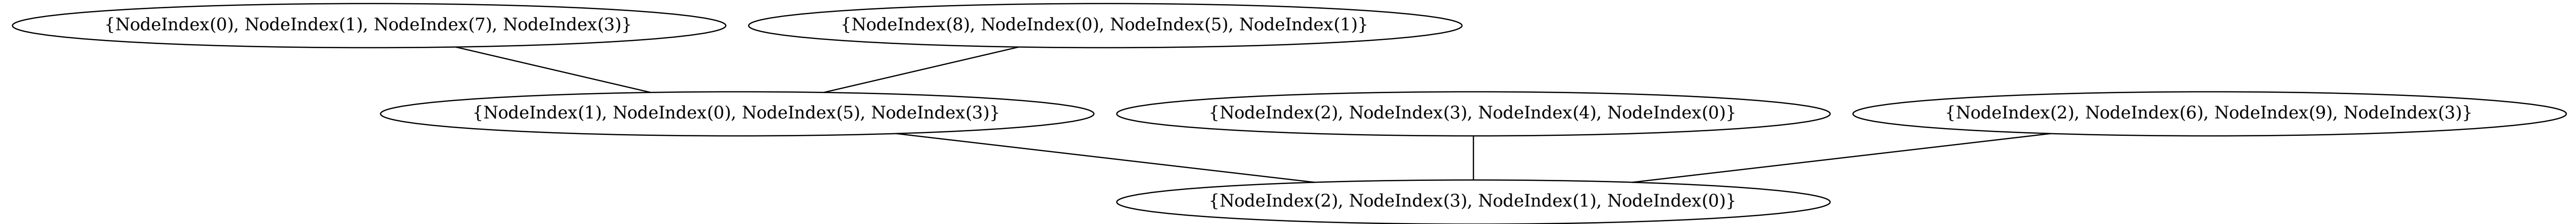 {NodeIndex(0), NodeIndex(1), NodeIndex(7), NodeIndex(3)}
{NodeIndex(8), NodeIndex(0), NodeIndex(5), NodeIndex(1)}
{NodeIndex(1), NodeIndex(0), NodeIndex(5), NodeIndex(3)}
{NodeIndex(2), NodeIndex(3), NodeIndex(4), NodeIndex(0)}
{NodeIndex(2), NodeIndex(6), NodeIndex(9), NodeIndex(3)}
{NodeIndex(2), NodeIndex(3), NodeIndex(1), NodeIndex(0)}